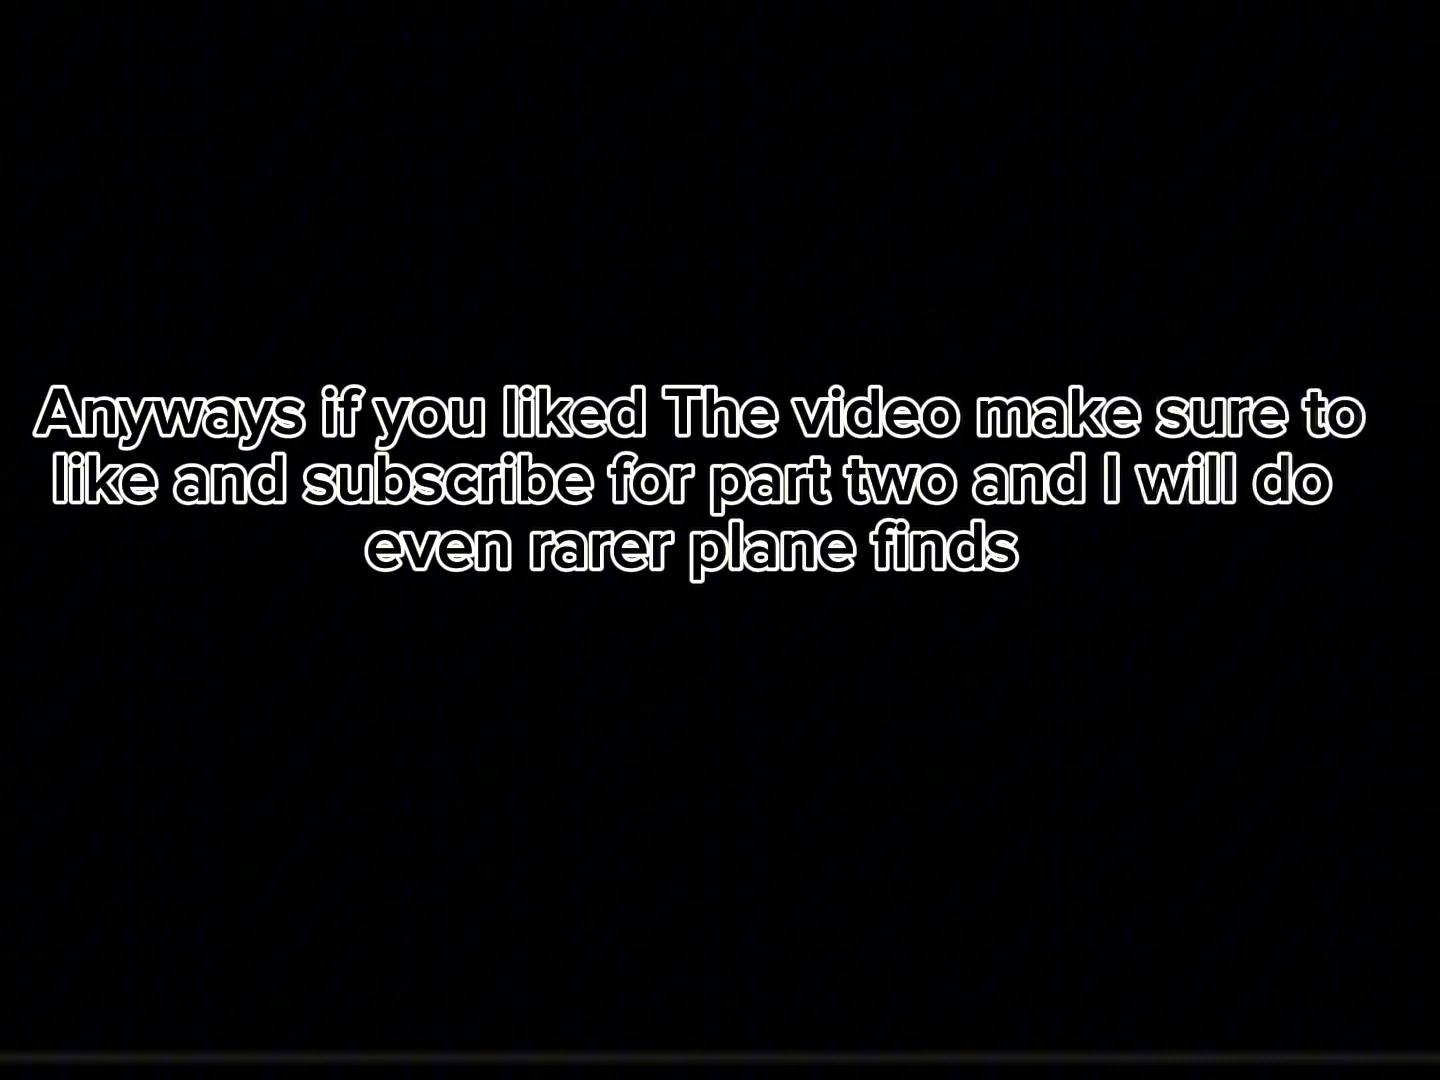 Anyways if you liked The video make sure to
like and subscribe for part two and I will do
even rarer plane finds